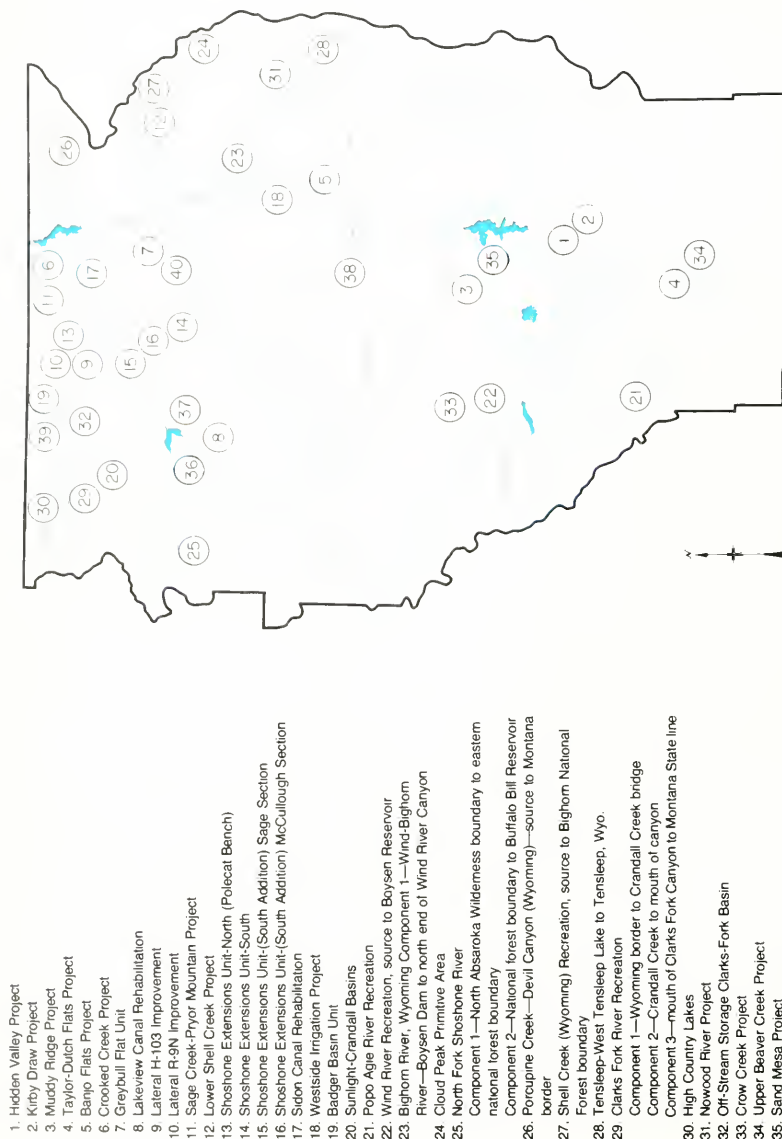 1. Hidden Valley Project
2. Kirby Draw Project
3. Muddy Ridge Project
4. Taylor-Dutch Flats Project
5. Banjo Flats Project
6. Crooked Creek Project
7. Greybull Flat Unit
8. Lakeview Canal Rehabilitation
9. Lateral H-103 Improvement
10. Lateral R-9N Improvement
11. Sage Creek-Pryor Mountain Project
12. Lower Shell Creek Project
13. Shoshone Extensions Unit-North (Polecat Bench)
14. Shoshone Extensions Unit-South
15. Shoshone Extensions Unit-(South Addition) Sage Section
16. Shoshone Extensions Unit-(South Addition) McCullough Section
17. Sidon Canal Rehabilitation
18. Westside Irrigation Project
19. Badger Basin Unit
20. Sunlight-Crandall Basins
21. Popo Agie River Recreation
22. Wind River Recreation, source to Boysen Reservoir
23. Bighorn River, Wyoming Component 1—Wind-Bighorn
River—Boysen Dam to north end of Wind River Canyon
24 Cloud Peak Primitive Area
25. North Fork Shoshone River
Component 1—North Absaroka Wilderness boundary to eastern
national forest boundary
Component 2—National forest boundary to Buffalo Bill Reservoir
26. Porcupine Creek—Devil Canyon (Wyoming)—source to Montana
border
27. Shell Creek (Wyoming) Recreation, source to Bighorn National
Forest boundary
28. Tensleep-West Tensleep Lake to Tensleep, Wyo.
29 Clarks Fork River Recreation
Component 1—Wyoming border to Crandall Creek bridge
Component 2—Crandall Creek to mouth of canyon
Component 3—mouth of Clarks Fork Canyon to Montana State line
30. High Country Lakes
31. Nowood River Project
32. Off-Stream Storage Clarks-Fork Basin
33. Crow Creek Project
34. Upper Beaver Creek Project
35. Sand Mesa Project
30
39
19
10
11
6
26
29
32
9
13
17
20
15
16
7
12
27
25
36
37
14
40
24
8
23
18
31
5
28
38
33
3
22
35
1
2
21
4
34
N